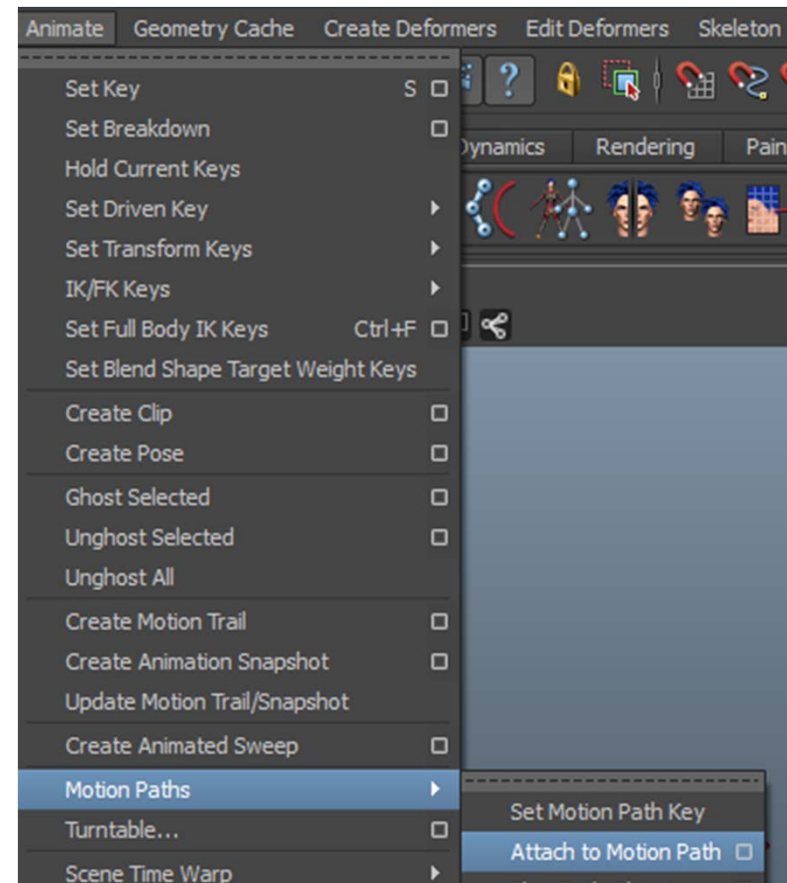 Animate Geometry Cache Create Deformers Edit Deformers Skeleton
Set Key S
Set Breakdown
Hold Current Keys
Set Driven Key
Set Transform Keys
IK/FK Keys
Set Full Body IK Keys Ctrl+F
Set Blend Shape Target Weight Keys
Create Clip
Create Pose
Ghost Selected
Unghost Selected
Unghost All
Create Motion Trail
Create Animation Snapshot
Update Motion Trail/Snapshot
Create Animated Sweep
Motion Paths
Turntable...
Scene Time Warp
?
Dynamics Rendering Pain
Set Motion Path Key
Attach to Motion Path